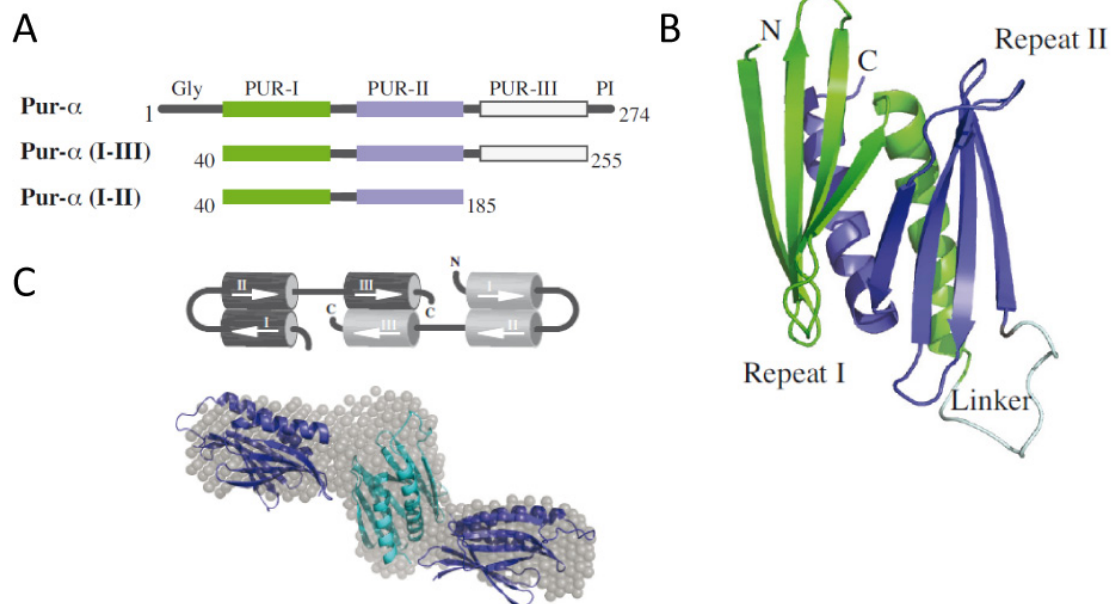 A
Gly PUR-I PUR-II PUR-III PI
Pur-α 1 274
Pur-α (I-III) 40 255
Pur-α (I-II) 40 185
B
N
C
Repeat II
Repeat I
Linker
C
N
II III I
C C
I III II